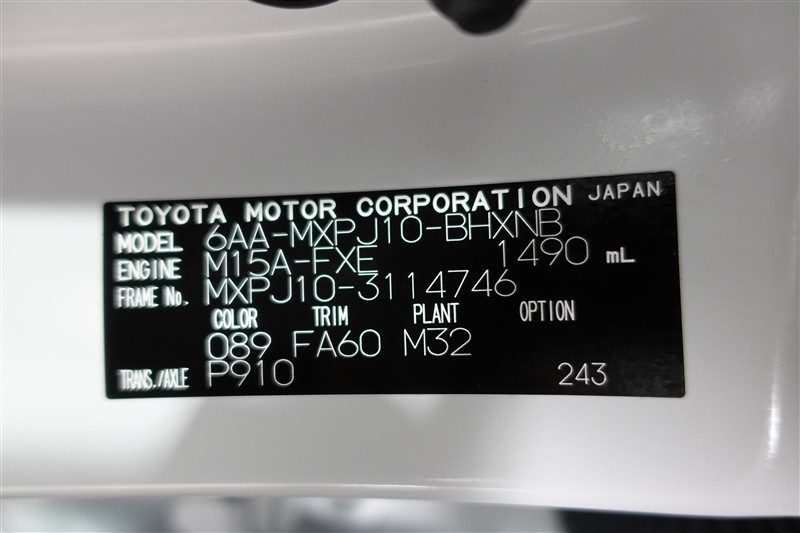 TOYOTA MOTOR CORPORATION JAPAN
MODEL 6AA-MXPJ10-BHXNB
ENGINE M15A-FXE 1490 mL
FRAME No. MXPJ10-3114746
COLOR TRIM PLANT OPTION
089 FA60 M32
TRANS./AXLE P910 243